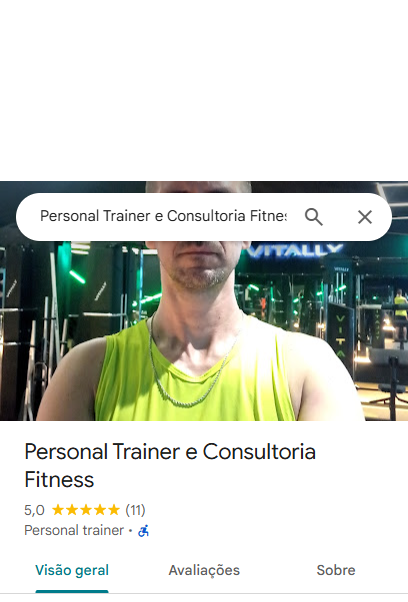 Personal Trainer e Consultoria Fitnes
VITALLY
Personal Trainer e Consultoria
Fitness
5,0 ★★★★★ (11)
Personal trainer ·
Visão geral Avaliações Sobre